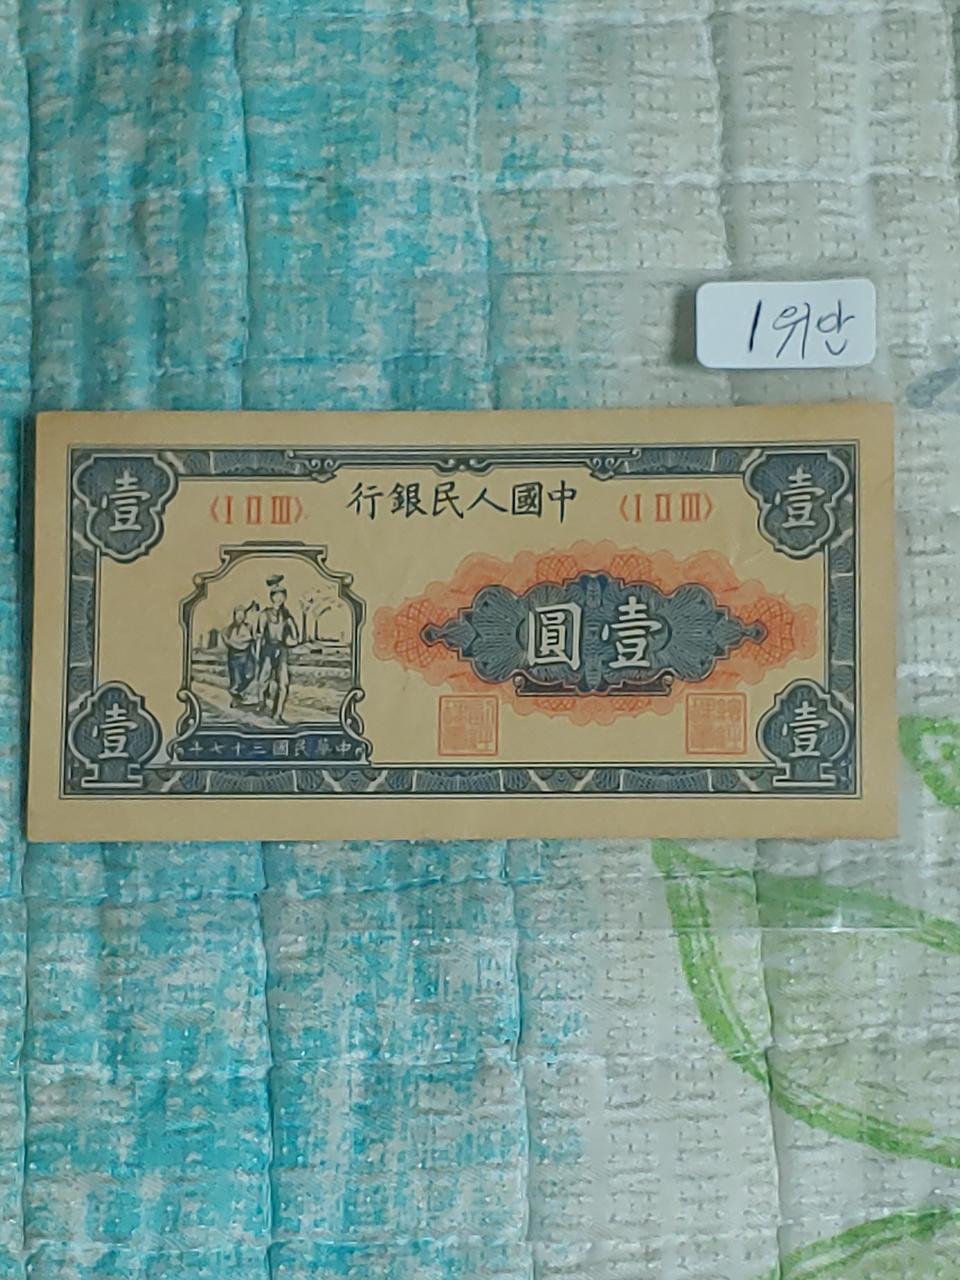 1위안
壹
壹
中國人民銀行
〈Ⅰ Ⅱ Ⅲ〉
〈Ⅰ Ⅱ Ⅲ〉
壹圓
中華民國三十七年
壹
壹